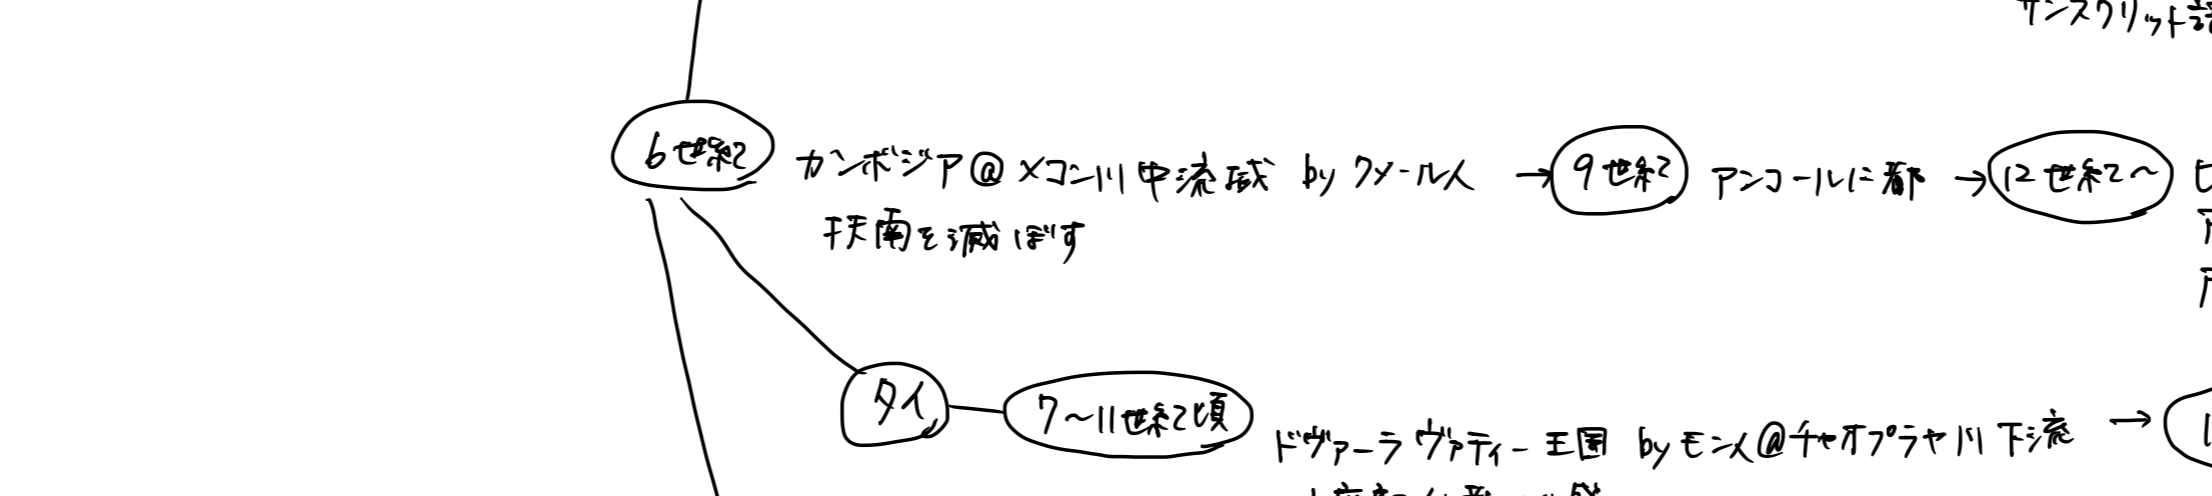 サンスクリット語
6世紀 カンボジア@メコン川中流域 by クメール人 → 9世紀 アンコールに都 → 12世紀〜
扶南を滅ぼす
タイ 7〜11世紀頃
ドヴァーラヴァティー王国 by モン人@チャオプラヤ川下流 →